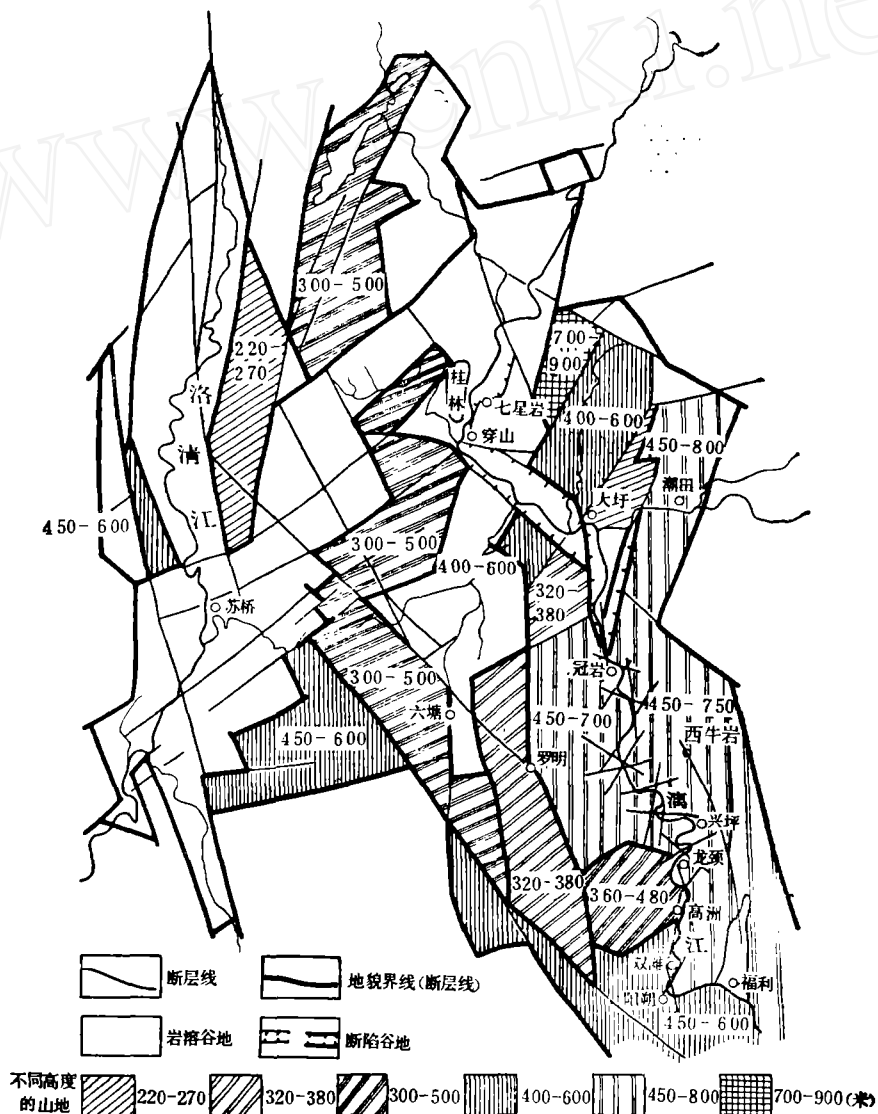 www.cnki.ne
300-500
220-
270
700-
900
桂
林
七星岩
穿山
400-600
450-800
潮田
大圩
洛
清
江
450-600
300-500
400-600
320-
380
苏桥
冠岩
300-500
六塘
450-700
450-750
西牛岩
450-600
罗明
漓
兴坪
龙颈
320-380
360-480
高洲
江
福利
450-600
断层线
地貌界线(断层线)
岩溶谷地
断陷谷地
不同高度
的山地
220-270
320-380
300-500
400-600
450-800
700-900(米)